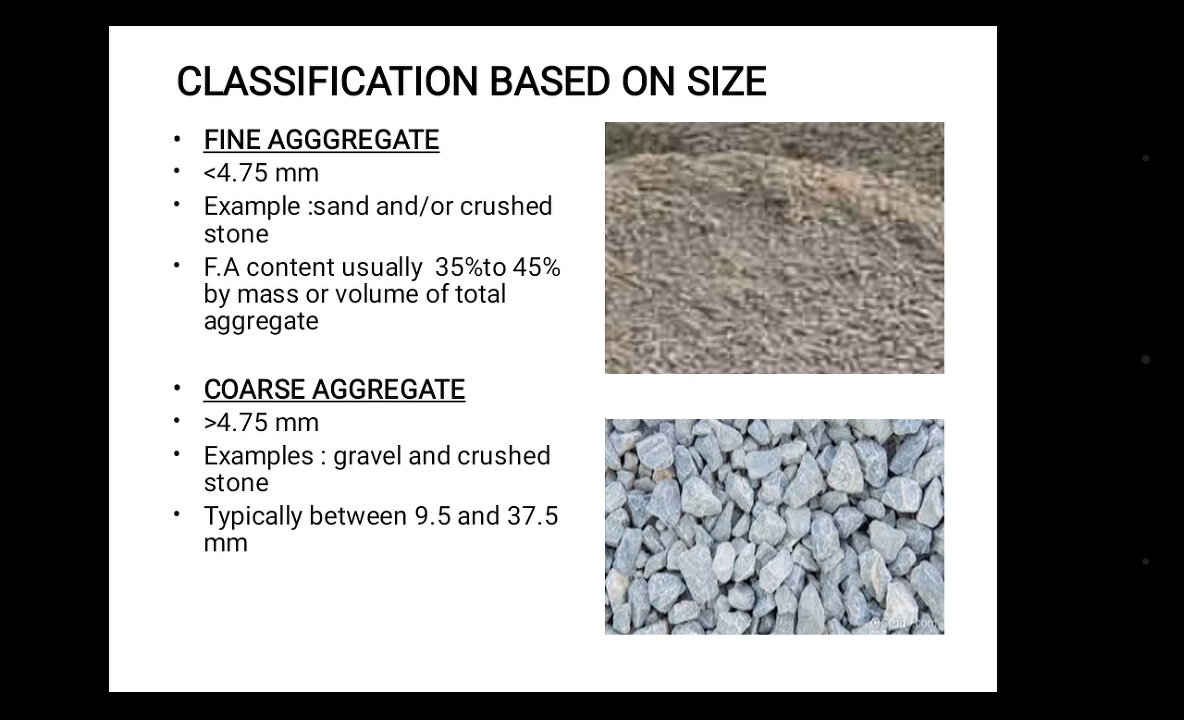 CLASSIFICATION BASED ON SIZE
• FINE AGGGREGATE
• <4.75 mm
• Example :sand and/or crushed
stone
• F.A content usually  35%to 45%
by mass or volume of total
aggregate
• COARSE AGGREGATE
• >4.75 mm
• Examples : gravel and crushed
stone
• Typically between 9.5 and 37.5
mm